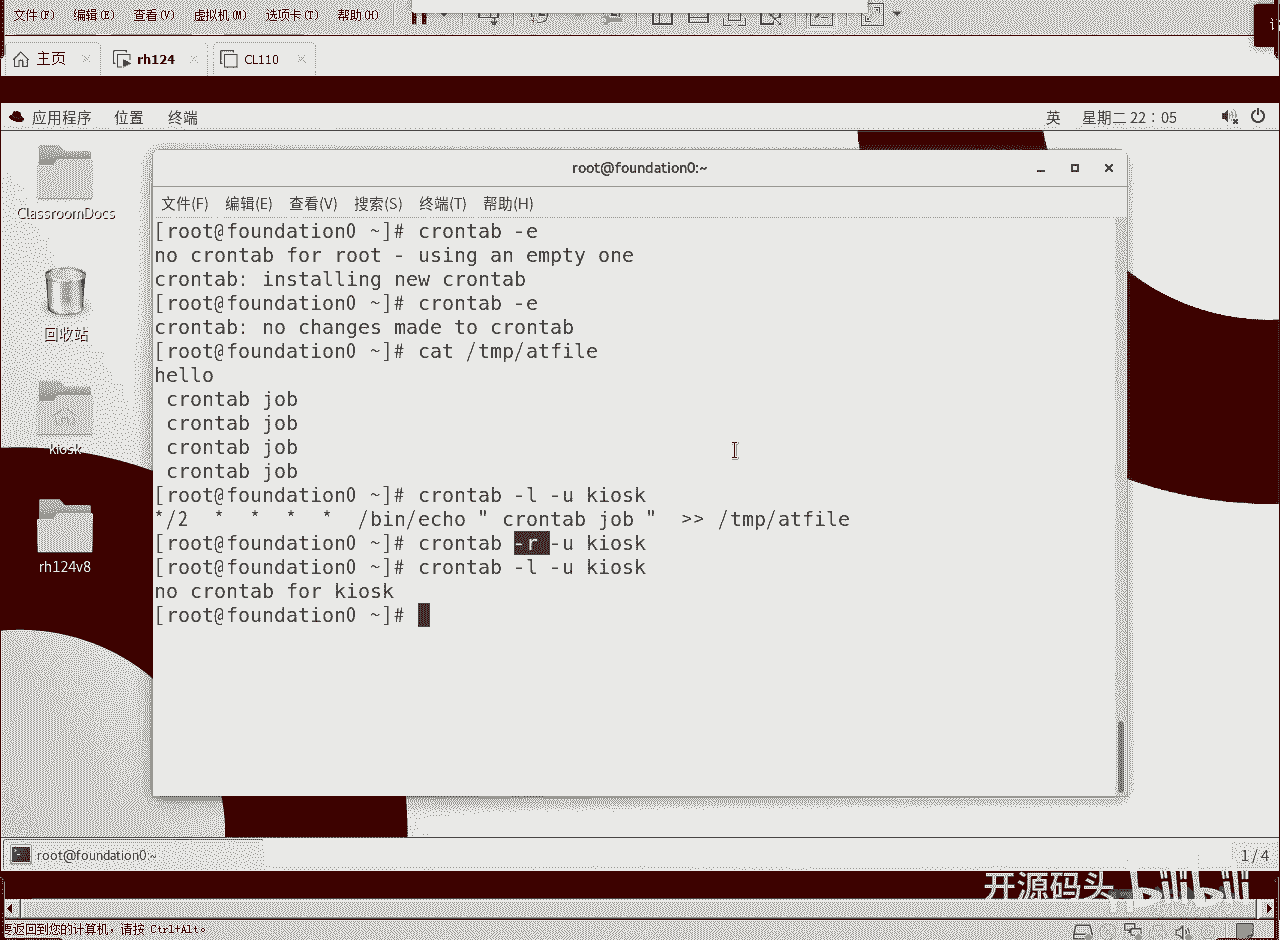 文件(F) 编辑(E) 查看(V) 虚拟机(M) 选项卡(T) 帮助(H)
主页 rh124 CL110
应用程序 位置 终端 英 星期二 22：05
ClassroomDocs
回收站
kiosk
rh124v8
root@foundation0:~
文件(F) 编辑(E) 查看(V) 搜索(S) 终端(T) 帮助(H)
[root@foundation0 ~]# crontab -e
no crontab for root - using an empty one
crontab: installing new crontab
[root@foundation0 ~]# crontab -e
crontab: no changes made to crontab
[root@foundation0 ~]# cat /tmp/atfile
hello
 crontab job
 crontab job
 crontab job
 crontab job
[root@foundation0 ~]# crontab -l -u kiosk
*/2  *  *  *  *  /bin/echo " crontab job "  >> /tmp/atfile
[root@foundation0 ~]# crontab -r -u kiosk
[root@foundation0 ~]# crontab -l -u kiosk
no crontab for kiosk
[root@foundation0 ~]#
root@foundation0:~
1 / 4
开源码头 bilibili
要返回到您的计算机，请按 Ctrl+Alt。